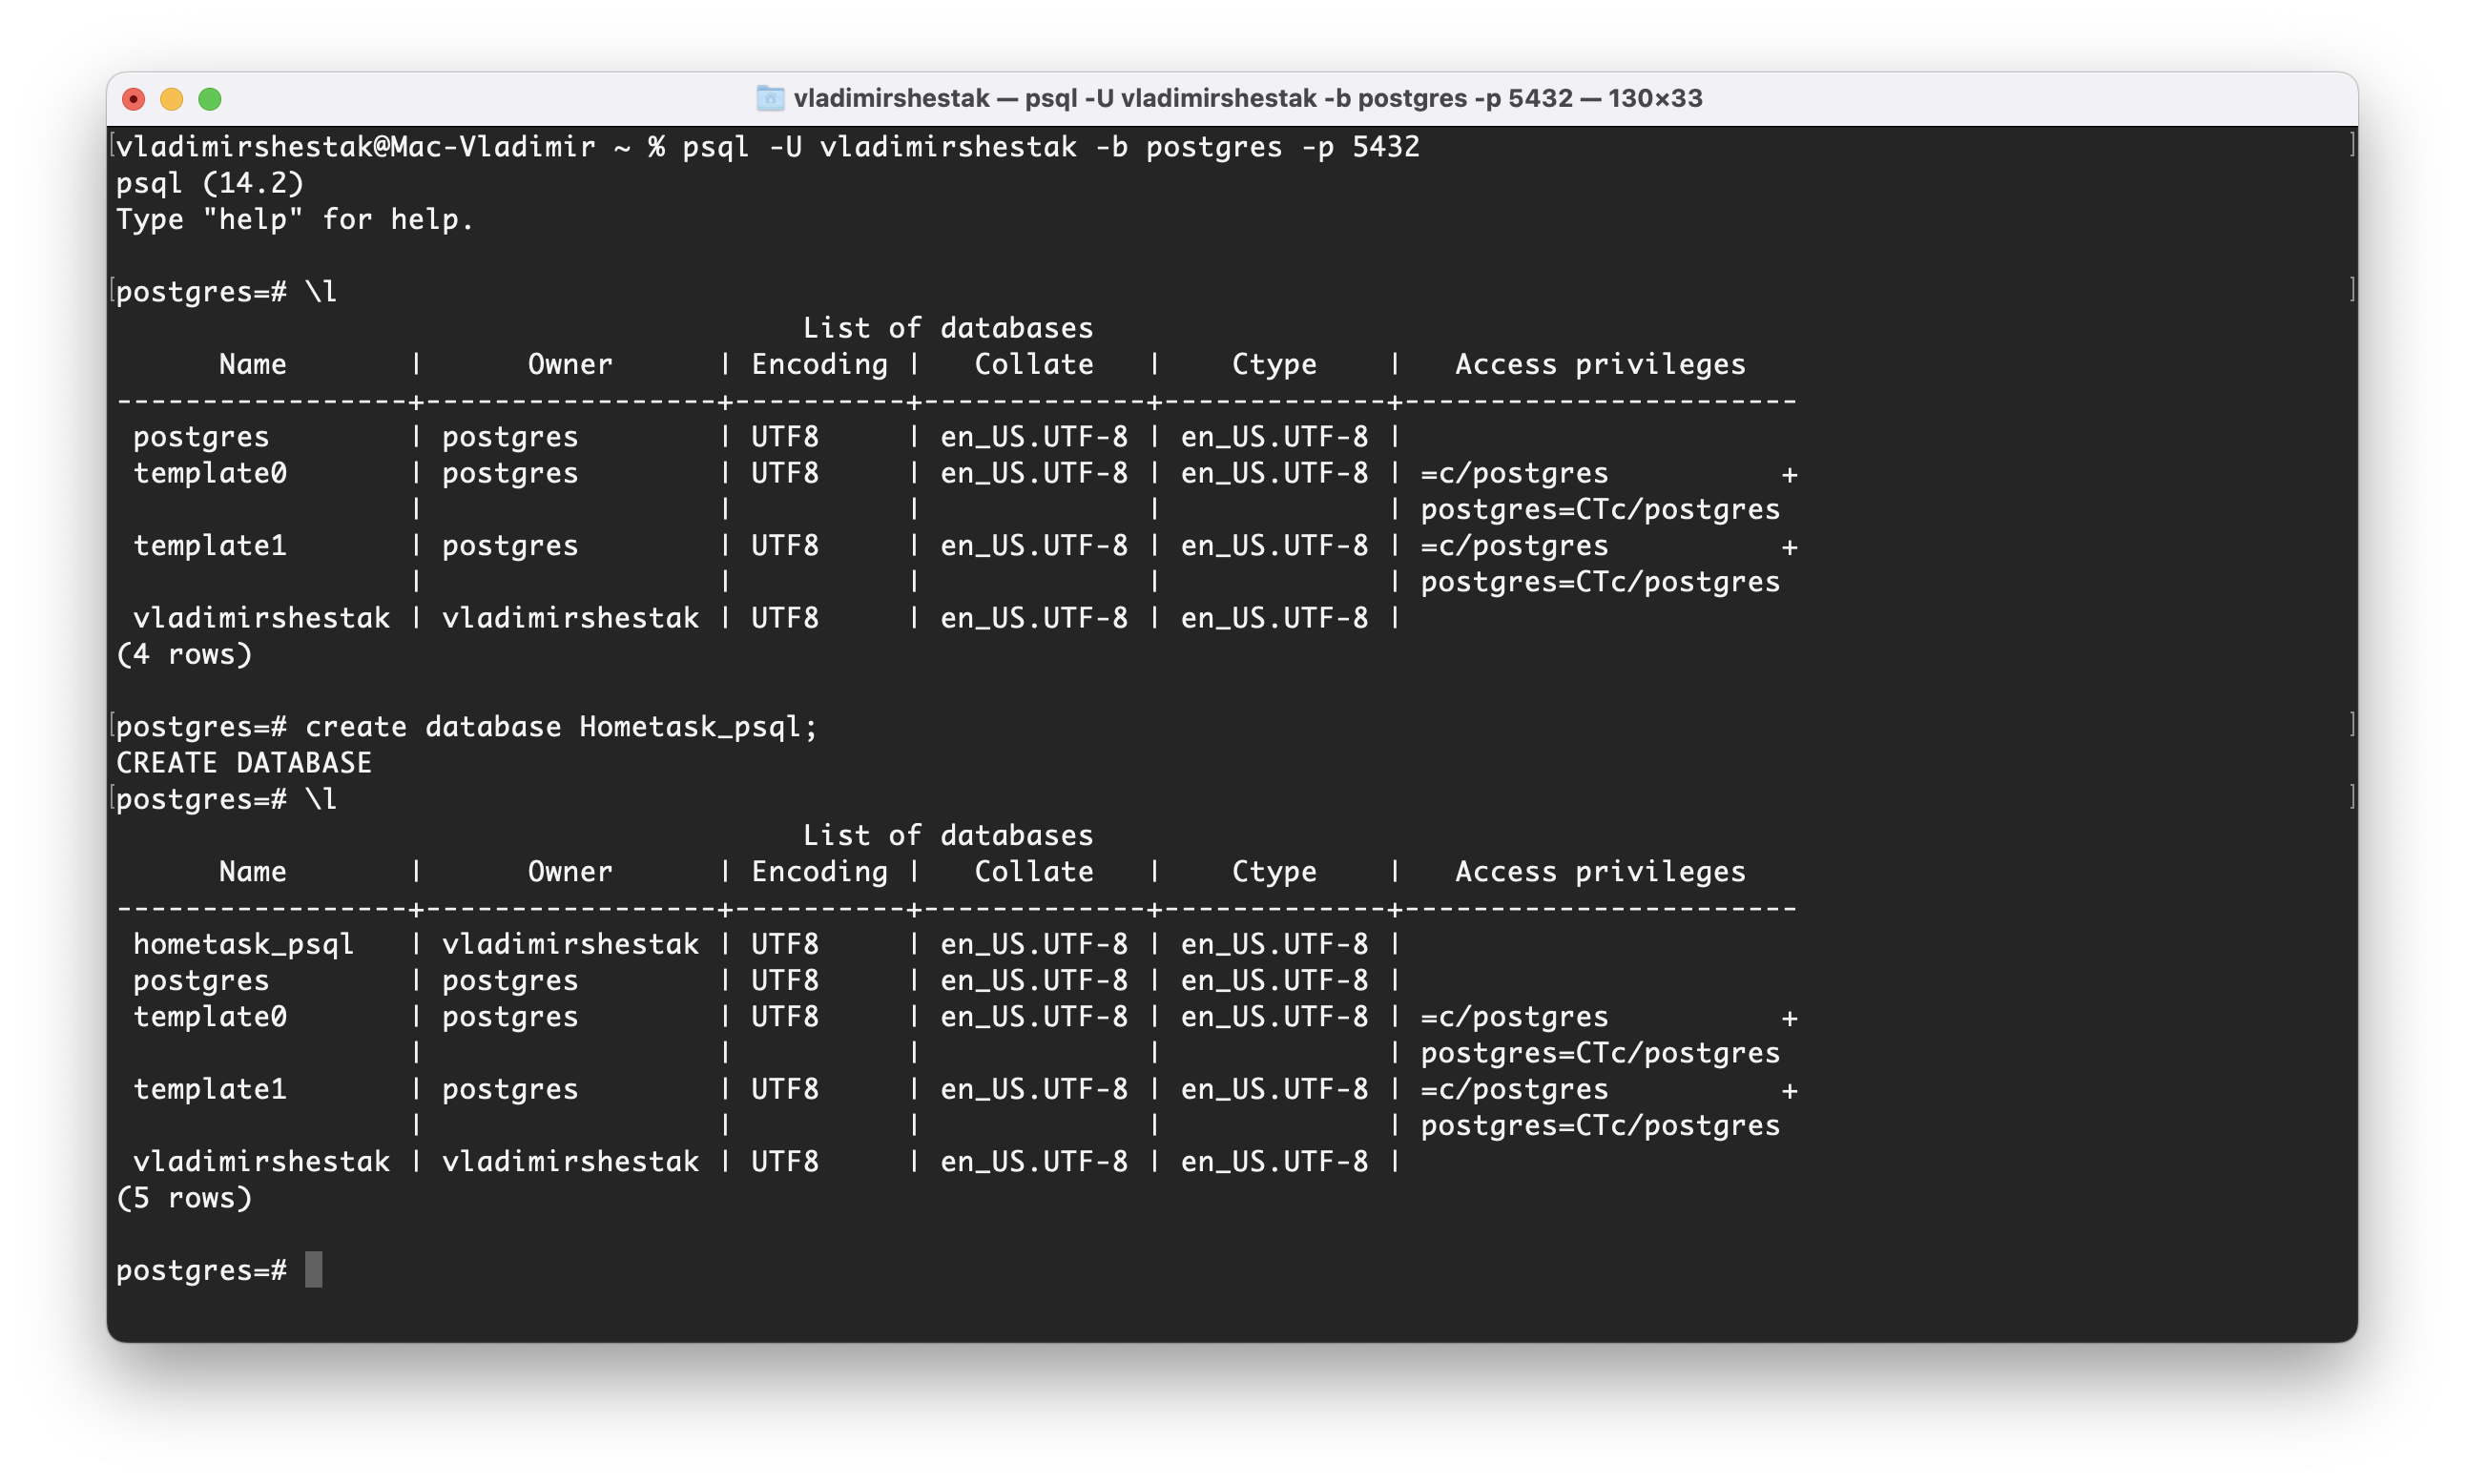 vladimirshestak — psql -U vladimirshestak -b postgres -p 5432 — 130×33
[vladimirshestak@Mac-Vladimir ~ % psql -U vladimirshestak -b postgres -p 5432 ]
psql (14.2)
Type "help" for help.

[postgres=# \l ]
                                        List of databases
      Name       |      Owner      | Encoding |   Collate   |    Ctype    |   Access privileges
-----------------+-----------------+----------+-------------+-------------+-----------------------
 postgres        | postgres        | UTF8     | en_US.UTF-8 | en_US.UTF-8 |
 template0       | postgres        | UTF8     | en_US.UTF-8 | en_US.UTF-8 | =c/postgres          +
                 |                 |          |             |             | postgres=CTc/postgres
 template1       | postgres        | UTF8     | en_US.UTF-8 | en_US.UTF-8 | =c/postgres          +
                 |                 |          |             |             | postgres=CTc/postgres
 vladimirshestak | vladimirshestak | UTF8     | en_US.UTF-8 | en_US.UTF-8 |
(4 rows)

[postgres=# create database Hometask_psql; ]
CREATE DATABASE
[postgres=# \l ]
                                        List of databases
      Name       |      Owner      | Encoding |   Collate   |    Ctype    |   Access privileges
-----------------+-----------------+----------+-------------+-------------+-----------------------
 hometask_psql   | vladimirshestak | UTF8     | en_US.UTF-8 | en_US.UTF-8 |
 postgres        | postgres        | UTF8     | en_US.UTF-8 | en_US.UTF-8 |
 template0       | postgres        | UTF8     | en_US.UTF-8 | en_US.UTF-8 | =c/postgres          +
                 |                 |          |             |             | postgres=CTc/postgres
 template1       | postgres        | UTF8     | en_US.UTF-8 | en_US.UTF-8 | =c/postgres          +
                 |                 |          |             |             | postgres=CTc/postgres
 vladimirshestak | vladimirshestak | UTF8     | en_US.UTF-8 | en_US.UTF-8 |
(5 rows)

postgres=#